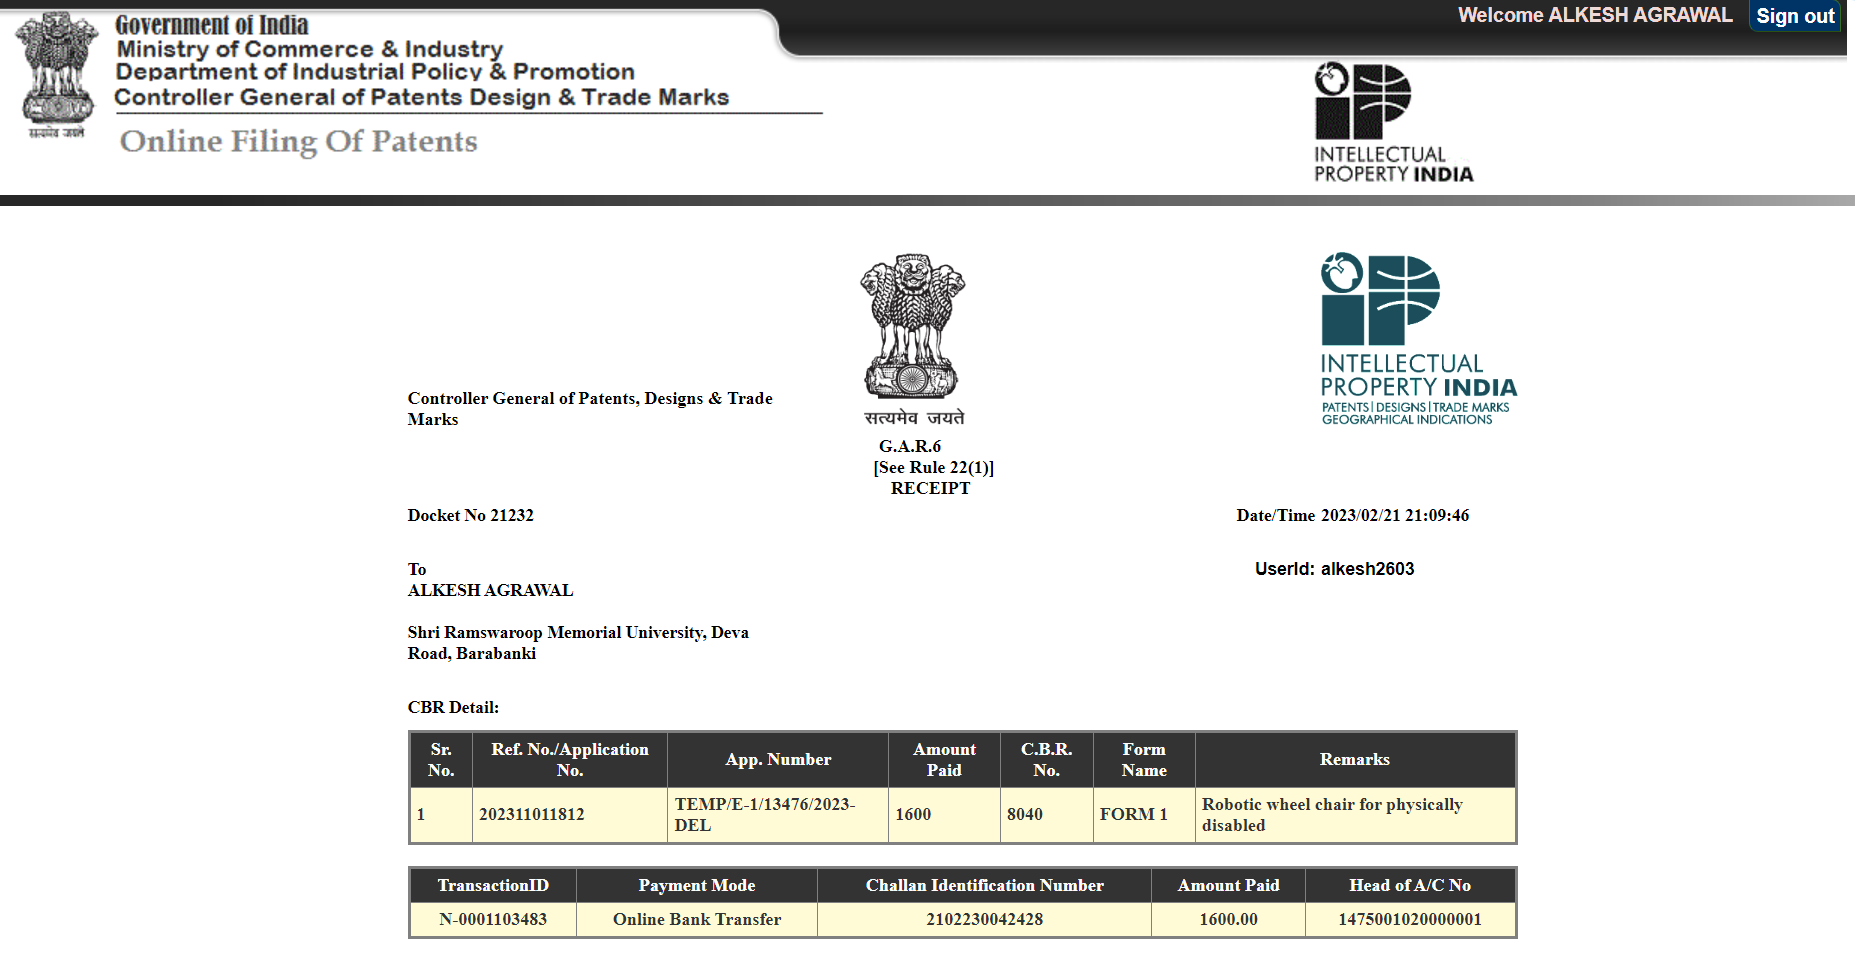 Government of India
Ministry of Commerce & Industry
Department of Industrial Policy & Promotion
Controller General of Patents Design & Trade Marks
सत्यमेव जयते
Online Filing Of Patents
Welcome ALKESH AGRAWAL
Sign out
INTELLECTUAL
PROPERTY INDIA
Controller General of Patents, Designs & Trade
Marks
सत्यमेव जयते
G.A.R.6
[See Rule 22(1)]
RECEIPT
INTELLECTUAL
PROPERTY INDIA
PATENTS | DESIGNS | TRADE MARKS
GEOGRAPHICAL INDICATIONS
Docket No 21232
Date/Time 2023/02/21 21:09:46
To
ALKESH AGRAWAL
UserId: alkesh2603
Shri Ramswaroop Memorial University, Deva
Road, Barabanki
CBR Detail:
Sr. No. Ref. No./Application No. App. Number Amount Paid C.B.R. No. Form Name Remarks
1 202311011812 TEMP/E-1/13476/2023-DEL 1600 8040 FORM 1 Robotic wheel chair for physically disabled
TransactionID Payment Mode Challan Identification Number Amount Paid Head of A/C No
N-0001103483 Online Bank Transfer 2102230042428 1600.00 1475001020000001